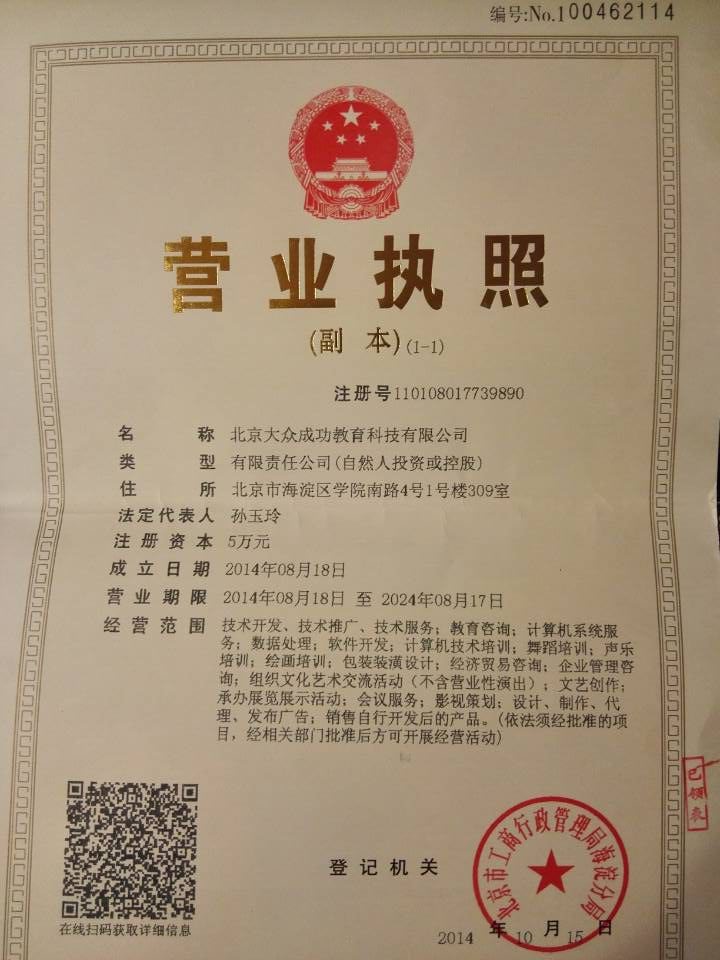 编号:No.100462114
营业执照
(副 本)(1-1)
注册号110108017739890
名称 北京大众成功教育科技有限公司
类型 有限责任公司(自然人投资或控股)
住所 北京市海淀区学院南路4号1号楼309室
法定代表人 孙玉玲
注册资本 5万元
成立日期 2014年08月18日
营业期限 2014年08月18日 至 2024年08月17日
经营范围 技术开发、技术推广、技术服务；教育咨询；计算机系统服
务；数据处理；软件开发；计算机技术培训；舞蹈培训；声乐
培训；绘画培训；包装装潢设计；经济贸易咨询；企业管理咨
询；组织文化艺术交流活动（不含营业性演出）；文艺创作；
承办展览展示活动；会议服务；影视策划；设计、制作、代
理、发布广告；销售自行开发后的产品。(依法须经批准的项
目，经相关部门批准后方可开展经营活动)
已领表
北京市工商行政管理局海淀分局
登记机关
在线扫码获取详细信息
2014 年 10 月 15 日